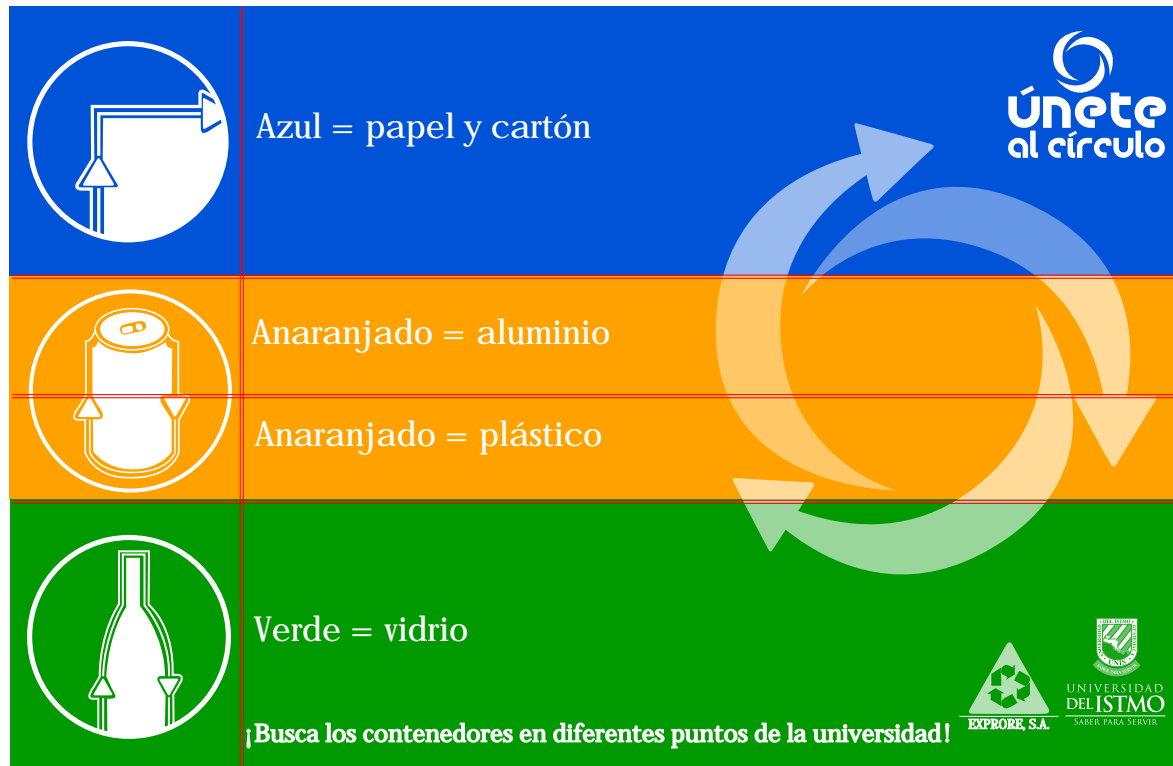 únete
al círculo
Azul = papel y cartón
Anaranjado = aluminio
Anaranjado = plástico
Verde = vidrio
¡Busca los contenedores en diferentes puntos de la universidad!
EXPRORE, S.A.
UNIS
UNIVERSIDAD
DEL ISTMO
SABER PARA SERVIR